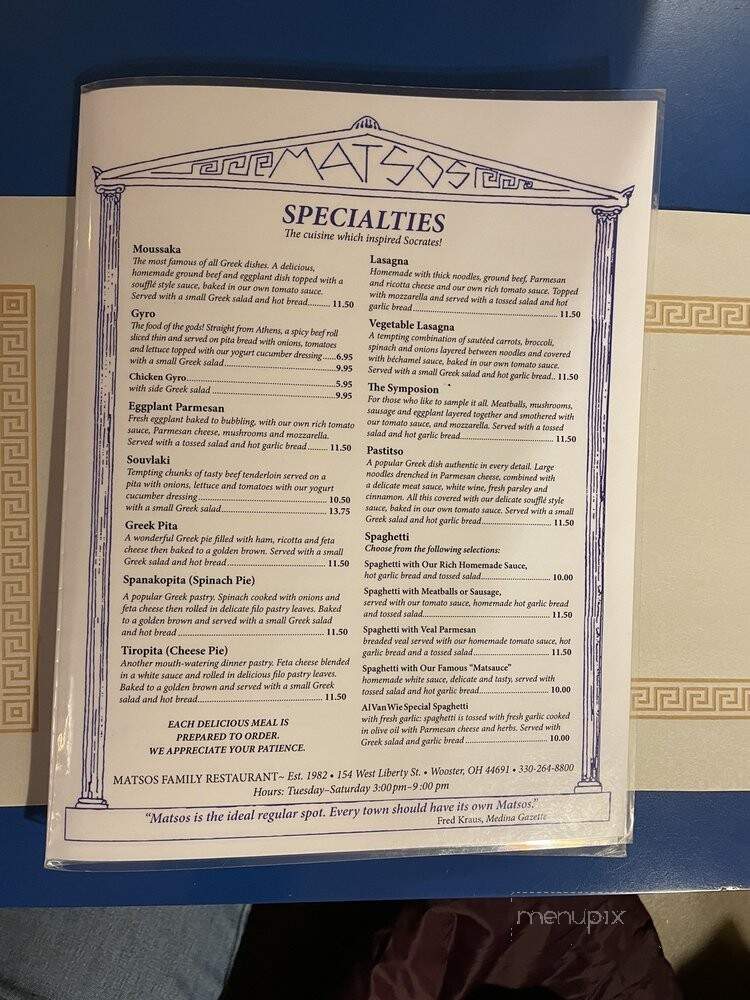 MATSOS
SPECIALTIES
The cuisine which inspired Socrates!
Moussaka
The most famous of all Greek dishes. A delicious,
homemade ground beef and eggplant dish topped with a
soufflé style sauce, baked in our own tomato sauce.
Served with a small Greek salad and hot bread.......... 11.50
Gyro
The food of the gods! Straight from Athens, a spicy beef roll
sliced thin and served on pita bread with onions, tomatoes
and lettuce topped with our yogurt cucumber dressing......6.95
with a small Greek salad..........9.95
Chicken Gyro..........5.95
with side Greek salad..........9.95
Eggplant Parmesan
Fresh eggplant baked to bubbling, with our own rich tomato
sauce, Parmesan cheese, mushrooms and mozzarella.
Served with a tossed salad and hot garlic bread........ 11.50
Souvlaki
Tempting chunks of tasty beef tenderloin served on a
pita with onions, lettuce and tomatoes with our yogurt
cucumber dressing..........10.50
with a small Greek salad..........13.75
Greek Pita
A wonderful Greek pie filled with ham, ricotta and feta
cheese then baked to a golden brown. Served with a small
Greek salad and hot bread..........11.50
Spanakopita (Spinach Pie)
A popular Greek pastry. Spinach cooked with onions and
feta cheese then rolled in delicate filo pastry leaves. Baked
to a golden brown and served with a small Greek salad
and hot bread..........11.50
Tiropita (Cheese Pie)
Another mouth-watering dinner pastry. Feta cheese blended
in a white sauce and rolled in delicious filo pastry leaves.
Baked to a golden brown and served with a small Greek
salad and hot bread..........11.50
EACH DELICIOUS MEAL IS
PREPARED TO ORDER.
WE APPRECIATE YOUR PATIENCE.
Lasagna
Homemade with thick noodles, ground beef, Parmesan
and ricotta cheese and our own rich tomato sauce. Topped
with mozzarella and served with a tossed salad and hot
garlic bread..........11.50
Vegetable Lasagna
A tempting combination of sautéed carrots, broccoli,
spinach and onions layered between noodles and covered
with béchamel sauce, baked in our own tomato sauce.
Served with a small Greek salad and hot garlic bread.. 11.50
The Symposion
For those who like to sample it all. Meatballs, mushrooms,
sausage and eggplant layered together and smothered with
our tomato sauce, and mozzarella. Served with a tossed
salad and hot garlic bread..........11.50
Pastitso
A popular Greek dish authentic in every detail. Large
noodles drenched in Parmesan cheese, combined with
a delicate meat sauce, white wine, fresh parsley and
cinnamon. All this covered with our delicate soufflé style
sauce, baked in our own tomato sauce. Served with a small
Greek salad and hot garlic bread..........11.50
Spaghetti
Choose from the following selections:
Spaghetti with Our Rich Homemade Sauce,
hot garlic bread and tossed salad..........10.00
Spaghetti with Meatballs or Sausage,
served with our tomato sauce, homemade hot garlic bread
and tossed salad..........11.50
Spaghetti with Veal Parmesan
breaded veal served with our homemade tomato sauce, hot
garlic bread and a tossed salad..........11.50
Spaghetti with Our Famous "Matsauce"
homemade white sauce, delicate and tasty, served with
tossed salad and hot garlic bread..........10.00
Al Van Wie Special Spaghetti
with fresh garlic: spaghetti is tossed with fresh garlic cooked
in olive oil with Parmesan cheese and herbs. Served with
Greek salad and garlic bread..........10.00
MATSOS FAMILY RESTAURANT~ Est. 1982 • 154 West Liberty St. • Wooster, OH 44691 • 330-264-8800
Hours: Tuesday–Saturday 3:00 pm–9:00 pm
"Matsos is the ideal regular spot. Every town should have its own Matsos."
Fred Kraus, Medina Gazette
menupix